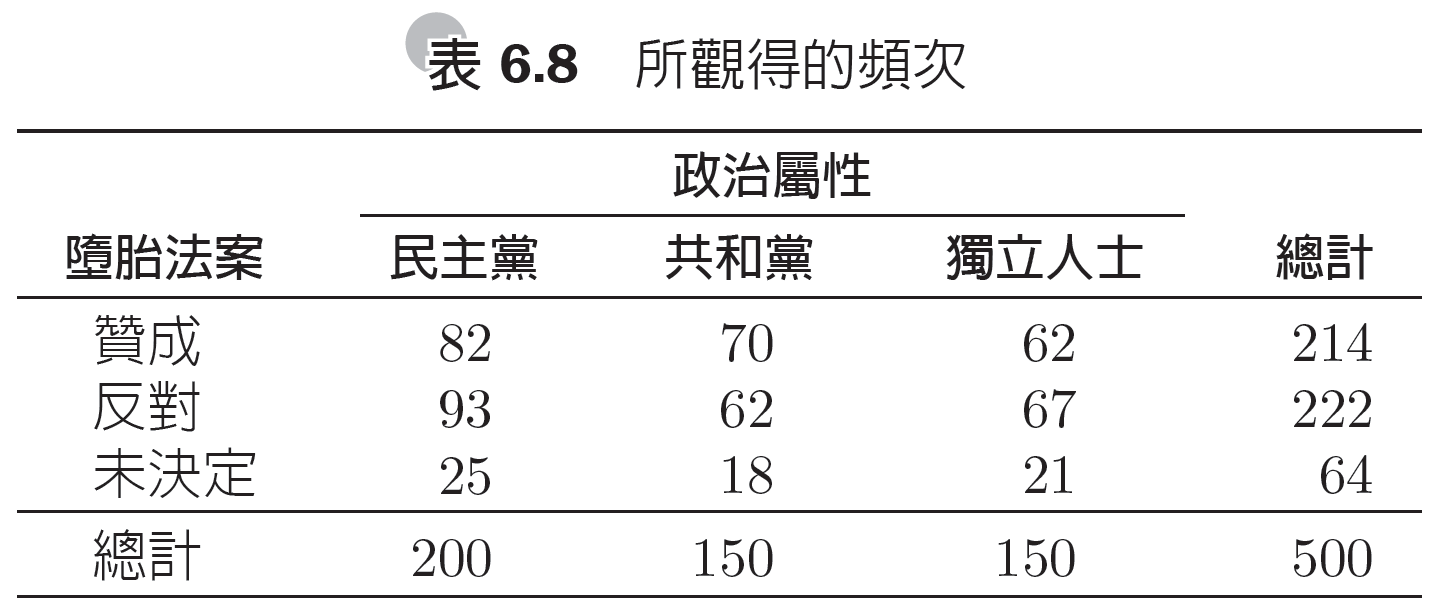 表 6.8 所觀得的頻次
政治屬性
墮胎法案 民主黨 共和黨 獨立人士 總計
贊成 82 70 62 214
反對 93 62 67 222
未決定 25 18 21 64
總計 200 150 150 500